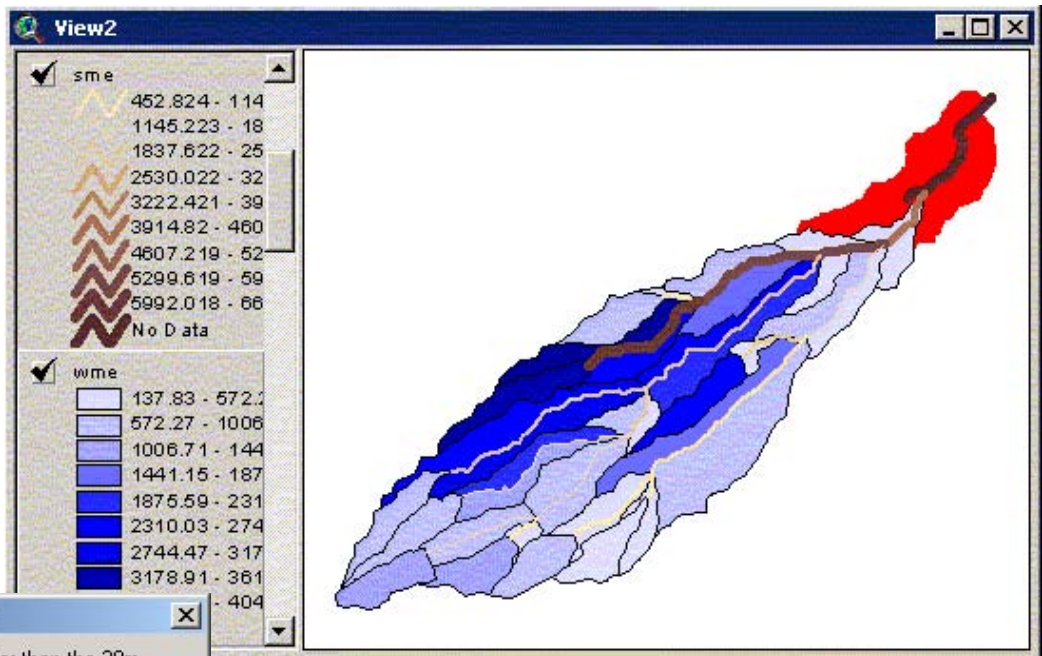 View2
sme
452.824 - 114
1145.223 - 18
1837.622 - 25
2530.022 - 32
3222.421 - 39
3914.82 - 460
4607.219 - 52
5299.619 - 59
5992.018 - 66
No Data
wme
137.83 - 572.2
572.27 - 1006
1006.71 - 144
1441.15 - 187
1875.59 - 231
2310.03 - 274
2744.47 - 317
3178.91 - 361
- 404
than the